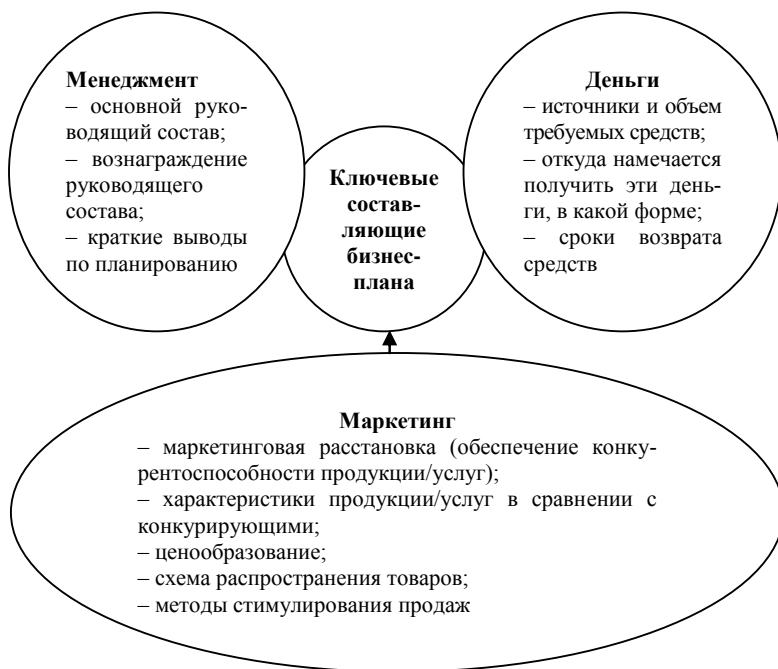 Менеджмент
– основной руко-
водящий состав;
– вознаграждение
руководящего
состава;
– краткие выводы
по планированию
Ключевые
состав-
ляющие
бизнес-
плана
Деньги
– источники и объем
требуемых средств;
– откуда намечается
получить эти день-
ги, в какой форме;
– сроки возврата
средств
Маркетинг
– маркетинговая расстановка (обеспечение конку-
рентоспособности продукции/услуг);
– характеристики продукции/услуг в сравнении с
конкурирующими;
– ценообразование;
– схема распространения товаров;
– методы стимулирования продаж